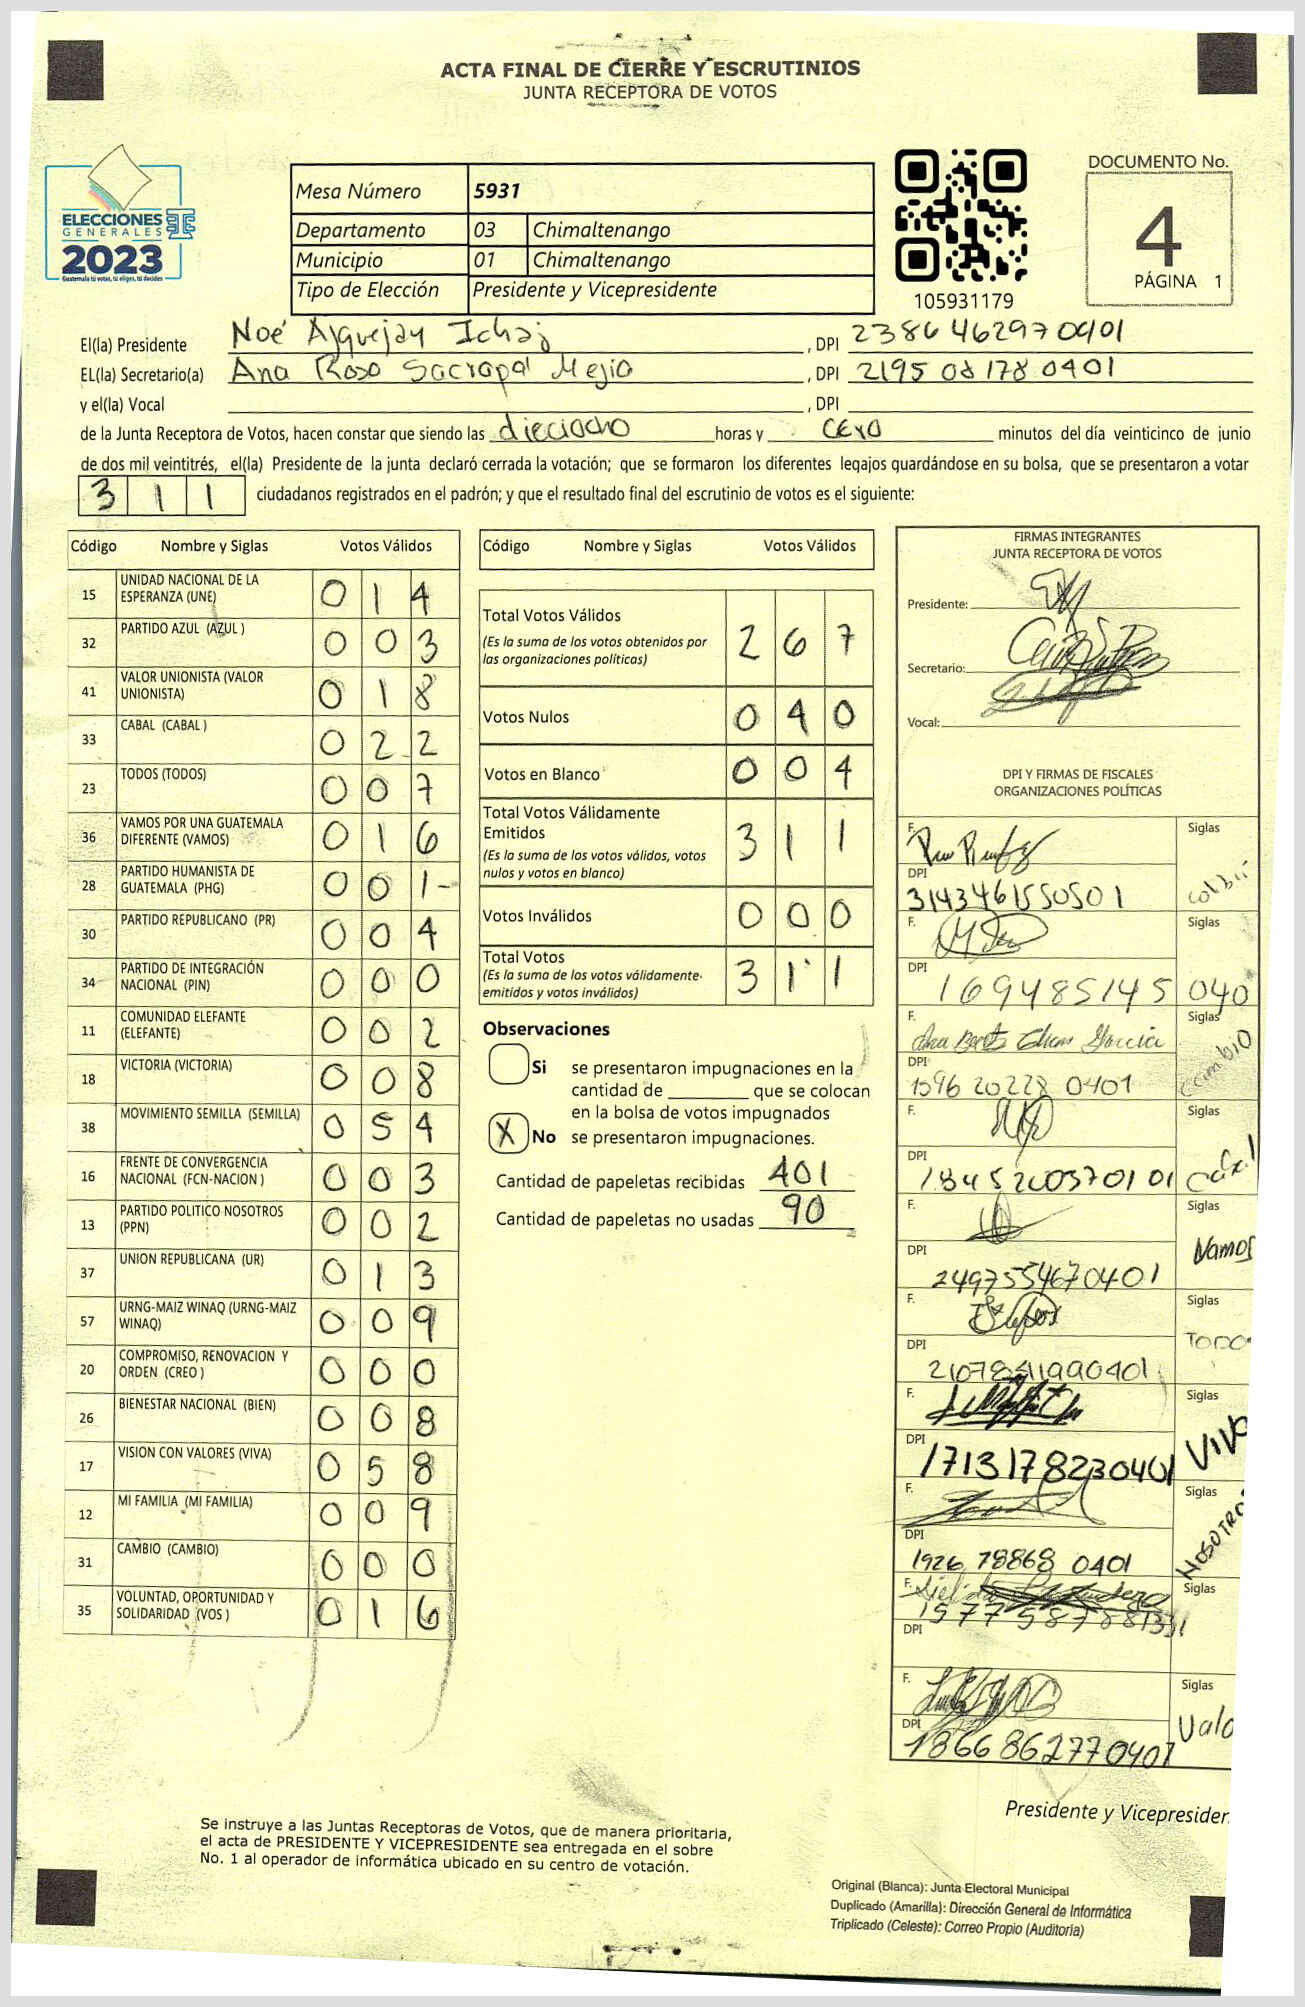 ACTA FINAL DE CIERRE Y ESCRUTINIOS
JUNTA RECEPTORA DE VOTOS
ELECCIONES
GENERALES
2023
Guatemala tú votas, tú eliges, tú decides
Mesa Número 5931
Departamento 03 Chimaltenango
Municipio 01 Chimaltenango
Tipo de Elección Presidente y Vicepresidente
105931179
DOCUMENTO No.
4
PÁGINA 1
El(la) Presidente Noé Ajquejay Ichaj , DPI 2386462970401
EL(la) Secretario(a) Ana Rosa Sacrapal Mejia , DPI 2195 08178 0401
y el(la) Vocal , DPI
de la Junta Receptora de Votos, hacen constar que siendo las dieciocho horas y cero minutos del día veinticinco de junio
de dos mil veintitrés, el(la) Presidente de la junta declaró cerrada la votación; que se formaron los diferentes legajos guardándose en su bolsa, que se presentaron a votar
311 ciudadanos registrados en el padrón; y que el resultado final del escrutinio de votos es el siguiente:
Código Nombre y Siglas Votos Válidos
15 UNIDAD NACIONAL DE LA ESPERANZA (UNE) 0 1 4
32 PARTIDO AZUL (AZUL ) 0 0 3
41 VALOR UNIONISTA (VALOR UNIONISTA) 0 1 8
33 CABAL (CABAL ) 0 2 2
23 TODOS (TODOS) 0 0 7
36 VAMOS POR UNA GUATEMALA DIFERENTE (VAMOS) 0 1 6
28 PARTIDO HUMANISTA DE GUATEMALA (PHG) 0 0 1-
30 PARTIDO REPUBLICANO (PR) 0 0 4
34 PARTIDO DE INTEGRACIÓN NACIONAL (PIN) 0 0 0
11 COMUNIDAD ELEFANTE (ELEFANTE) 0 0 2
18 VICTORIA (VICTORIA) 0 0 8
38 MOVIMIENTO SEMILLA (SEMILLA) 0 5 4
16 FRENTE DE CONVERGENCIA NACIONAL (FCN-NACION ) 0 0 3
13 PARTIDO POLITICO NOSOTROS (PPN) 0 0 2
37 UNION REPUBLICANA (UR) 0 1 3
57 URNG-MAIZ WINAQ (URNG-MAIZ WINAQ) 0 0 9
20 COMPROMISO, RENOVACION Y ORDEN (CREO ) 0 0 0
26 BIENESTAR NACIONAL (BIEN) 0 0 8
17 VISION CON VALORES (VIVA) 0 5 8
12 MI FAMILIA (MI FAMILIA) 0 0 9
31 CAMBIO (CAMBIO) 0 0 0
35 VOLUNTAD, OPORTUNIDAD Y SOLIDARIDAD (VOS ) 0 1 6
Código Nombre y Siglas Votos Válidos
Total Votos Válidos 2 6 7
(Es la suma de los votos obtenidos por
las organizaciones políticas)
Votos Nulos 0 4 0
Votos en Blanco 0 0 4
Total Votos Válidamente
Emitidos 3 1 1
(Es la suma de los votos válidos, votos
nulos y votos en blanco)
Votos Inválidos 0 0 0
Total Votos 3 1 1
(Es la suma de los votos válidamente
emitidos y votos inválidos)
Observaciones
Si se presentaron impugnaciones en la
cantidad de ________ que se colocan
en la bolsa de votos impugnados
X No se presentaron impugnaciones.
Cantidad de papeletas recibidas 401
Cantidad de papeletas no usadas 90
FIRMAS INTEGRANTES
JUNTA RECEPTORA DE VOTOS
Presidente:
Secretario:
Vocal:
DPI Y FIRMAS DE FISCALES
ORGANIZACIONES POLÍTICAS
F. Siglas
DPI 3143461550501
F. Siglas
DPI 169485145 040
F. Siglas cambio
DPI 1596 20228 0401
F. Siglas
DPI 1845200570101
F. Siglas Vamos
DPI 2497554670401
F. Siglas TODO
DPI 2107841990401
F. Siglas VIVA
DPI 1713178230401
F. Siglas NOSOTRO
DPI 1926 78868 0401
F. Siglas
DPI
F. Siglas Valo
DPI 1866862770401
Presidente y Vicepresiden
Se instruye a las Juntas Receptoras de Votos, que de manera prioritaria,
el acta de PRESIDENTE Y VICEPRESIDENTE sea entregada en el sobre
No. 1 al operador de informática ubicado en su centro de votación.
Original (Blanca): Junta Electoral Municipal
Duplicado (Amarilla): Dirección General de Informática
Triplicado (Celeste): Correo Propio (Auditoria)